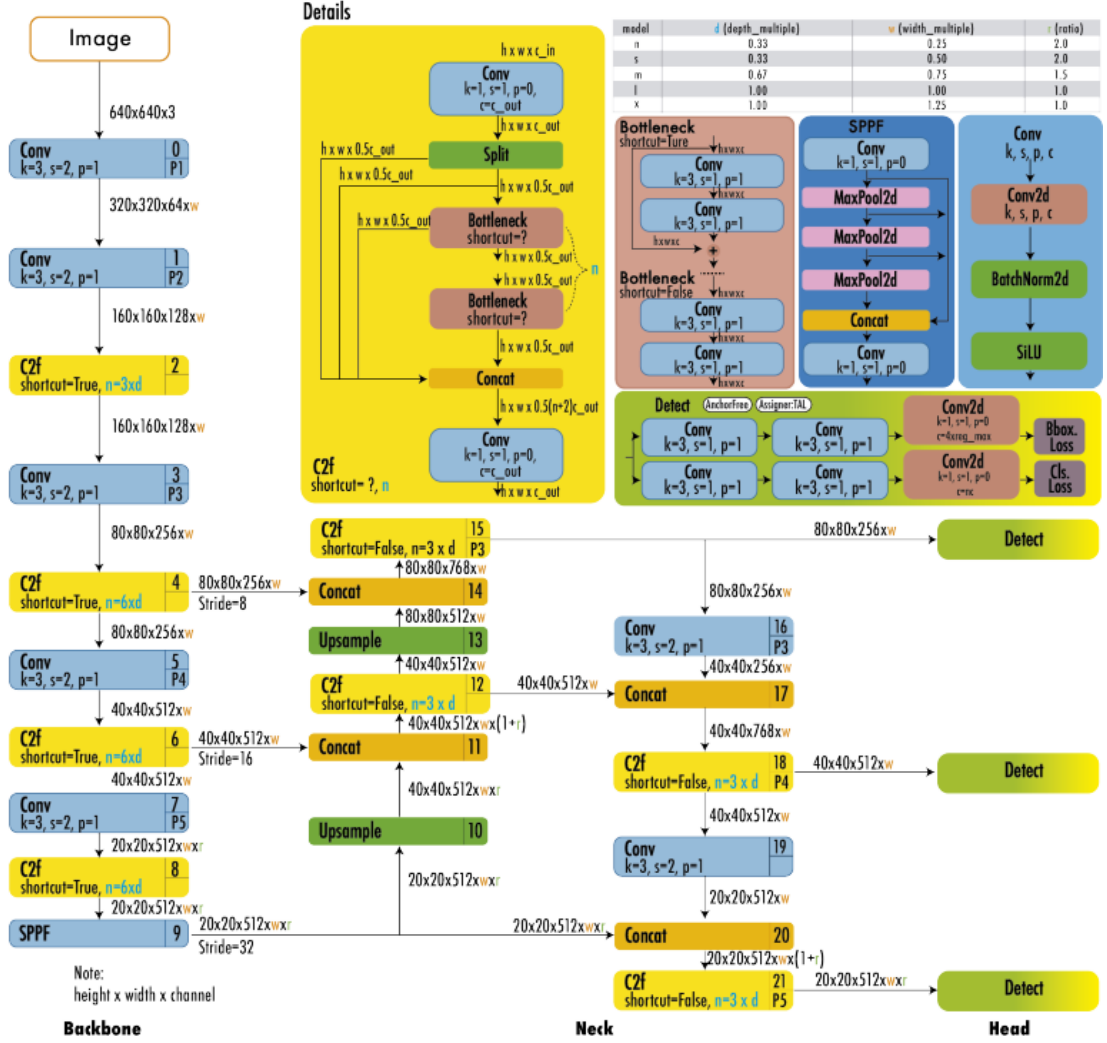 Image
640x640x3
Conv
k=3, s=2, p=1
0
P1
320x320x64xw
Conv
k=3, s=2, p=1
1
P2
160x160x128xw
C2f
shortcut=True, n=3xd
2
160x160x128xw
Conv
k=3, s=2, p=1
3
P3
80x80x256xw
C2f
shortcut=True, n=6xd
4
80x80x256xw
Stride=8
80x80x256xw
Conv
k=3, s=2, p=1
5
P4
40x40x512xw
C2f
shortcut=True, n=6xd
6
40x40x512xw
Stride=16
40x40x512xw
Conv
k=3, s=2, p=1
7
P5
20x20x512xwxr
C2f
shortcut=True, n=6xd
8
20x20x512xwxr
SPPF
9
20x20x512xwxr
Stride=32
Note:
height x width x channel
Backbone
Details
h x w x c_in
Conv
k=1, s=1, p=0,
c=c_out
h x w x c_out
Split
h x w x 0.5c_out
h x w x 0.5c_out
h x w x 0.5c_out
h x w x 0.5c_out
Bottleneck
shortcut=?
h x w x 0.5c_out
n
h x w x 0.5c_out
Bottleneck
shortcut=?
h x w x 0.5c_out
Concat
h x w x 0.5(n+2)c_out
Conv
k=1, s=1, p=0,
c=c_out
h x w x c_out
C2f
shortcut= ?, n
model d (depth_multiple) w (width_multiple) r (ratio)
n 0.33 0.25 2.0
s 0.33 0.50 2.0
m 0.67 0.75 1.5
l 1.00 1.00 1.0
x 1.00 1.25 1.0
Bottleneck
shortcut=Ture
hxwxc
Conv
k=3, s=1, p=1
hxwxc
Conv
k=3, s=1, p=1
hxwxc
+
Bottleneck
shortcut=False
hxwxc
Conv
k=3, s=1, p=1
hxwxc
Conv
k=3, s=1, p=1
hxwxc
SPPF
Conv
k=1, s=1, p=0
MaxPool2d
MaxPool2d
MaxPool2d
Concat
Conv
k=1, s=1, p=0
Conv
k, s, p, c
Conv2d
k, s, p, c
BatchNorm2d
SiLU
Detect
AnchorFree
Assigner:TAL
Conv
k=3, s=1, p=1
Conv
k=3, s=1, p=1
Conv2d
k=1, s=1, p=0
c=4xreg_max
Bbox.
Loss
Conv
k=3, s=1, p=1
Conv
k=3, s=1, p=1
Conv2d
k=1, s=1, p=0
c=nc
Cls.
Loss
C2f
shortcut=False, n=3 x d
15
P3
80x80x256xw
Detect
80x80x768xw
Concat
14
80x80x512xw
Upsample
13
40x40x512xw
C2f
shortcut=False, n=3 x d
12
40x40x512xw
40x40x512xwx(1+r)
Concat
11
40x40x512xwxr
Upsample
10
20x20x512xwxr
80x80x256xw
Conv
k=3, s=2, p=1
16
P3
40x40x256xw
Concat
17
40x40x768xw
C2f
shortcut=False, n=3 x d
18
P4
40x40x512xw
Detect
40x40x512xw
Conv
k=3, s=2, p=1
19
20x20x512xw
20x20x512xwxr
Concat
20
20x20x512xwx(1+r)
C2f
shortcut=False, n=3 x d
21
P5
20x20x512xwxr
Detect
Neck
Head